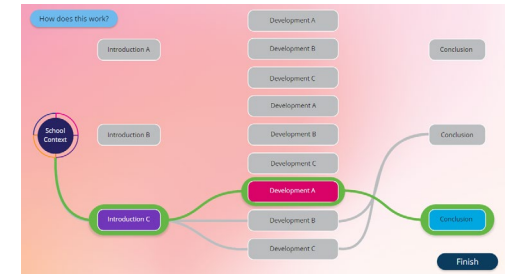 How does this work?
Development A
Introduction A
Development B
Conclusion
Development C
Development A
School
Context
Introduction B
Development B
Conclusion
Development C
Development A
Introduction C
Development B
Conclusion
Development C
Finish